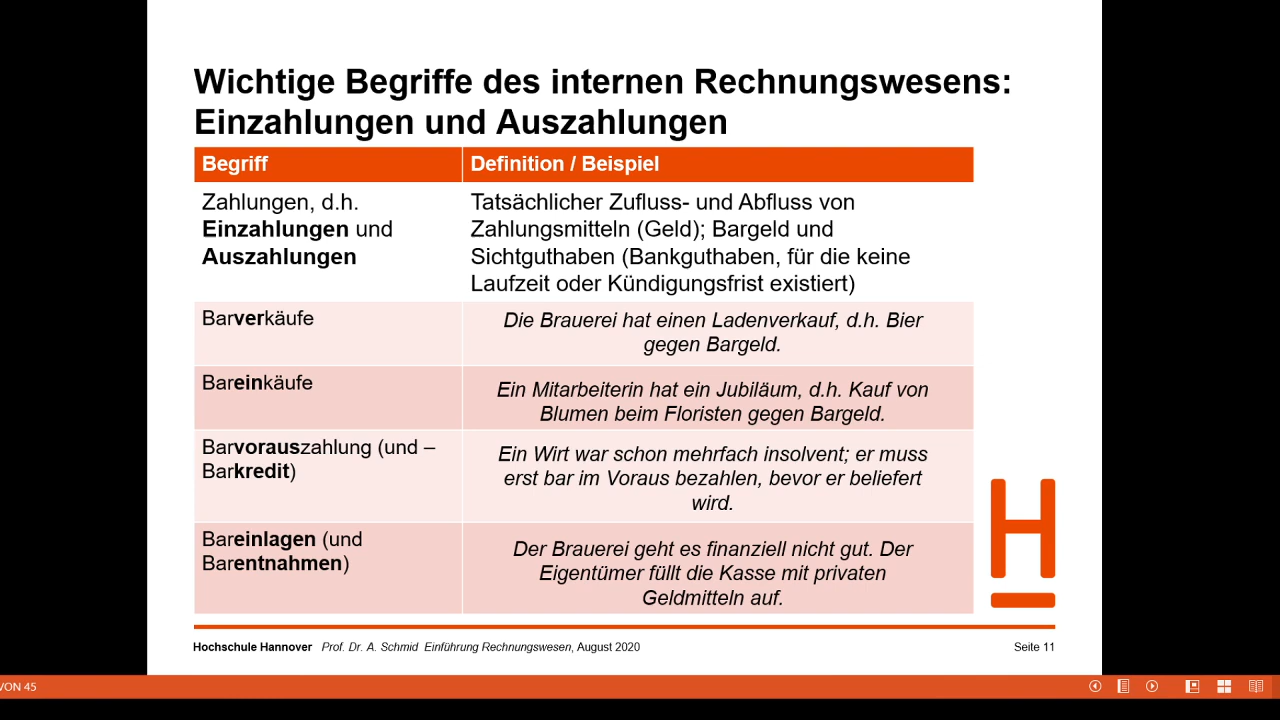 Wichtige Begriffe des internen Rechnungswesens:
Einzahlungen und Auszahlungen
Begriff
Definition / Beispiel
Zahlungen, d.h.
Einzahlungen und
Auszahlungen
Tatsächlicher Zufluss- und Abfluss von
Zahlungsmitteln (Geld); Bargeld und
Sichtguthaben (Bankguthaben, für die keine
Laufzeit oder Kündigungsfrist existiert)
Barverkäufe
Die Brauerei hat einen Ladenverkauf, d.h. Bier
gegen Bargeld.
Bareinkäufe
Ein Mitarbeiterin hat ein Jubiläum, d.h. Kauf von
Blumen beim Floristen gegen Bargeld.
Barvorauszahlung (und –
Barkredit)
Ein Wirt war schon mehrfach insolvent; er muss
erst bar im Voraus bezahlen, bevor er beliefert
wird.
Bareinlagen (und
Barentnahmen)
Der Brauerei geht es finanziell nicht gut. Der
Eigentümer füllt die Kasse mit privaten
Geldmitteln auf.
H
Hochschule Hannover Prof. Dr. A. Schmid Einführung Rechnungswesen, August 2020
Seite 11
VON 45